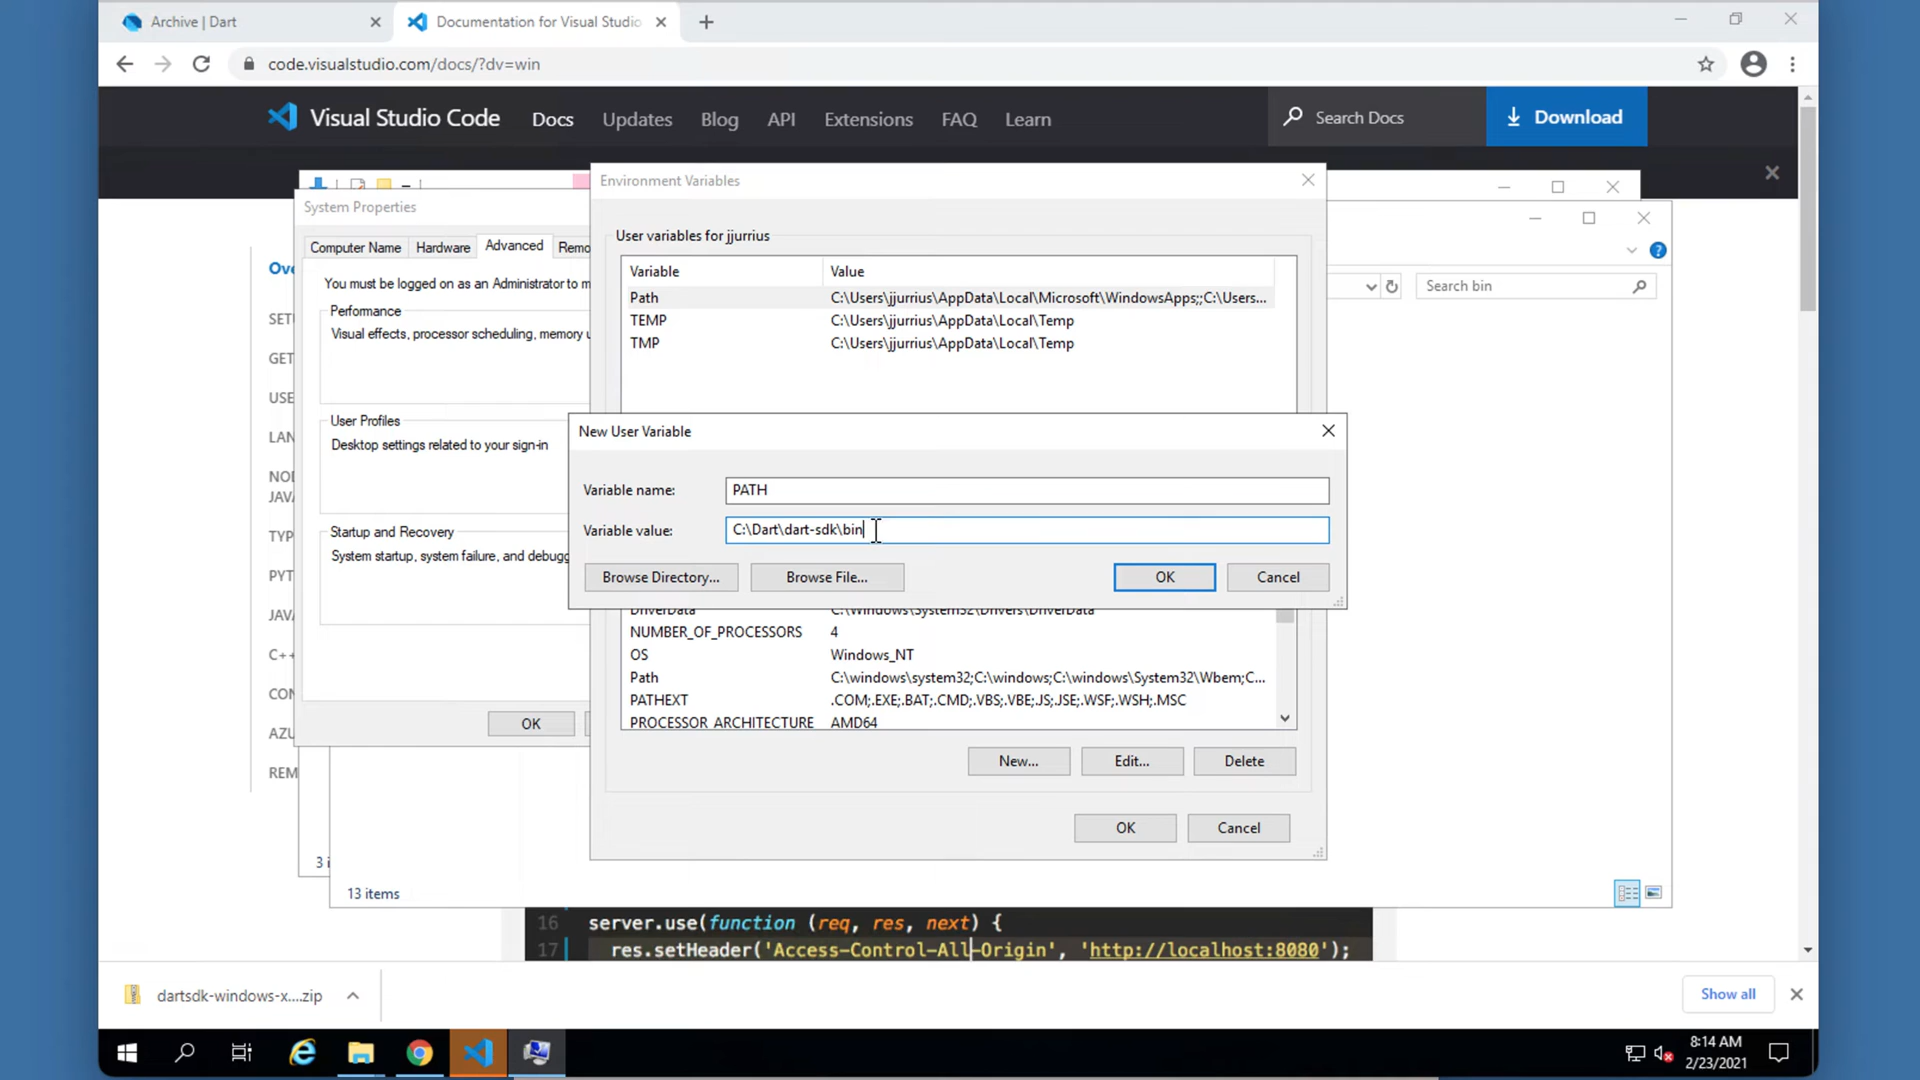 Archive | Dart
Documentation for Visual Studio
code.visualstudio.com/docs/?dv=win
Visual Studio Code
Docs
Updates
Blog
API
Extensions
FAQ
Learn
Search Docs
Download
System Properties
Computer Name
Hardware
Advanced
Remo
You must be logged on as an Administrator to m
Performance
Visual effects, processor scheduling, memory u
User Profiles
Desktop settings related to your sign-in
Startup and Recovery
System startup, system failure, and debugg
OK
Ove
SETU
GET
USE
LAN
NOD
JAV
TYP
PYT
JAV
C++
CON
AZU
REM
Environment Variables
User variables for jjurrius
Variable Value
Path C:\Users\jjurrius\AppData\Local\Microsoft\WindowsApps;;C:\Users...
TEMP C:\Users\jjurrius\AppData\Local\Temp
TMP C:\Users\jjurrius\AppData\Local\Temp
Search bin
New User Variable
Variable name: PATH
Variable value: C:\Dart\dart-sdk\bin
Browse Directory...
Browse File...
OK
Cancel
DriverData C:\Windows\System32\Drivers\DriverData
NUMBER_OF_PROCESSORS 4
OS Windows_NT
Path C:\windows\system32;C:\windows;C:\windows\System32\Wbem;C...
PATHEXT .COM;.EXE;.BAT;.CMD;.VBS;.VBE;.JS;.JSE;.WSF;.WSH;.MSC
PROCESSOR_ARCHITECTURE AMD64
New...
Edit...
Delete
OK
Cancel
3 i
13 items
16 server.use(function (req, res, next) {
17 res.setHeader('Access-Control-All-Origin', 'http://localhost:8080');
dartsdk-windows-x....zip
Show all
8:14 AM
2/23/2021